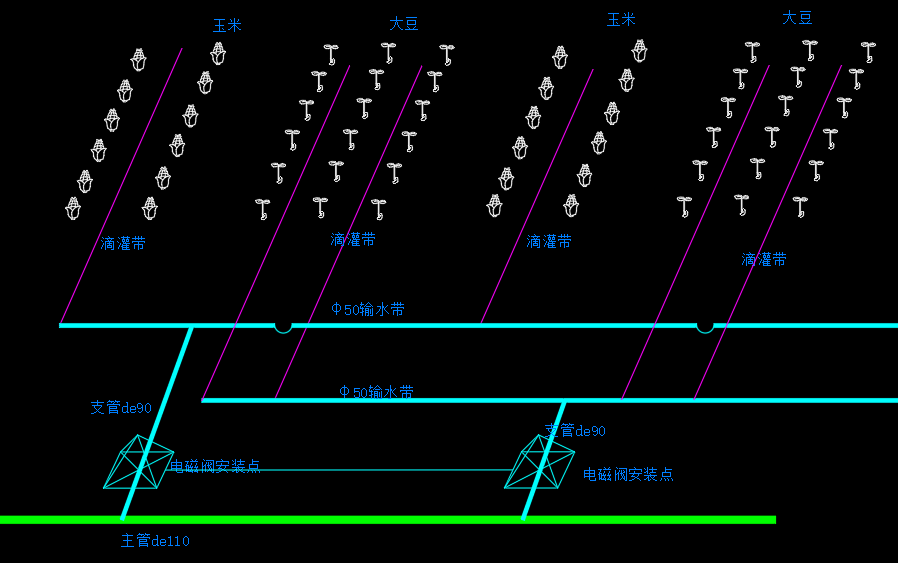 玉米
大豆
玉米
大豆
滴灌带
滴灌带
滴灌带
滴灌带
Φ50输水带
Φ50输水带
支管de90
支管de90
电磁阀安装点
电磁阀安装点
主管de110